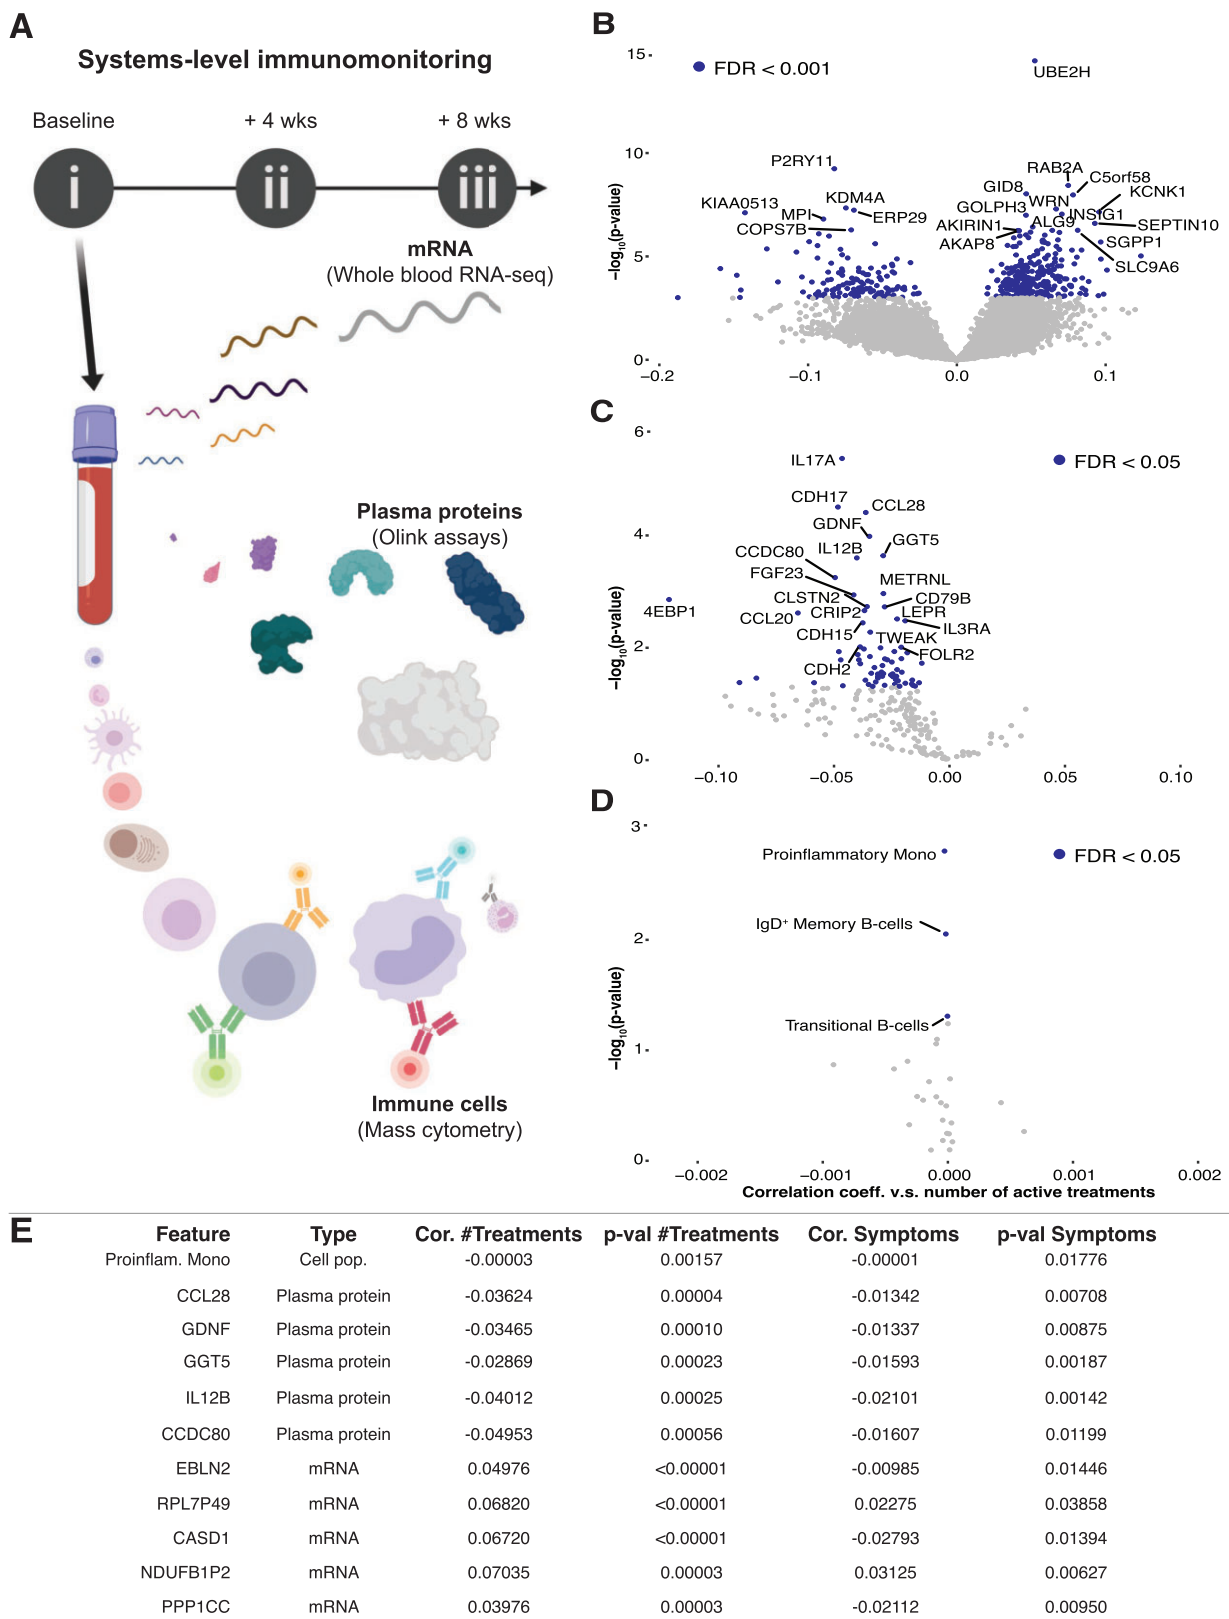 A
Systems-level immunomonitoring
Baseline
+ 4 wks
+ 8 wks
i
ii
iii
mRNA
(Whole blood RNA-seq)
Plasma proteins
(Olink assays)
Immune cells
(Mass cytometry)
B
FDR < 0.001
−log10(p-value)
15
10
5
0
−0.2
−0.1
0.0
0.1
UBE2H
P2RY11
RAB2A
C5orf58
GID8
KCNK1
KDM4A
WRN
KIAA0513
GOLPH3
INSIG1
MPI
ERP29
AKIRIN1
ALG9
SEPTIN10
COPS7B
AKAP8
SGPP1
SLC9A6
C
FDR < 0.05
−log10(p-value)
6
4
2
0
−0.10
−0.05
0.00
0.05
0.10
IL17A
CDH17
CCL28
GDNF
GGT5
IL12B
CCDC80
FGF23
METRNL
CLSTN2
CD79B
4EBP1
CCL20
CRIP2
LEPR
IL3RA
CDH15
TWEAK
FOLR2
CDH2
D
FDR < 0.05
−log10(p-value)
3
2
1
0
Proinflammatory Mono
IgD+ Memory B-cells
Transitional B-cells
−0.002
−0.001
0.000
0.001
0.002
Correlation coeff. v.s. number of active treatments
E
Feature Type Cor. #Treatments p-val #Treatments Cor. Symptoms p-val Symptoms
Proinflam. Mono Cell pop. -0.00003 0.00157 -0.00001 0.01776
CCL28 Plasma protein -0.03624 0.00004 -0.01342 0.00708
GDNF Plasma protein -0.03465 0.00010 -0.01337 0.00875
GGT5 Plasma protein -0.02869 0.00023 -0.01593 0.00187
IL12B Plasma protein -0.04012 0.00025 -0.02101 0.00142
CCDC80 Plasma protein -0.04953 0.00056 -0.01607 0.01199
EBLN2 mRNA 0.04976 <0.00001 -0.00985 0.01446
RPL7P49 mRNA 0.06820 <0.00001 0.02275 0.03858
CASD1 mRNA 0.06720 <0.00001 -0.02793 0.01394
NDUFB1P2 mRNA 0.07035 0.00003 0.03125 0.00627
PPP1CC mRNA 0.03976 0.00003 -0.02112 0.00950